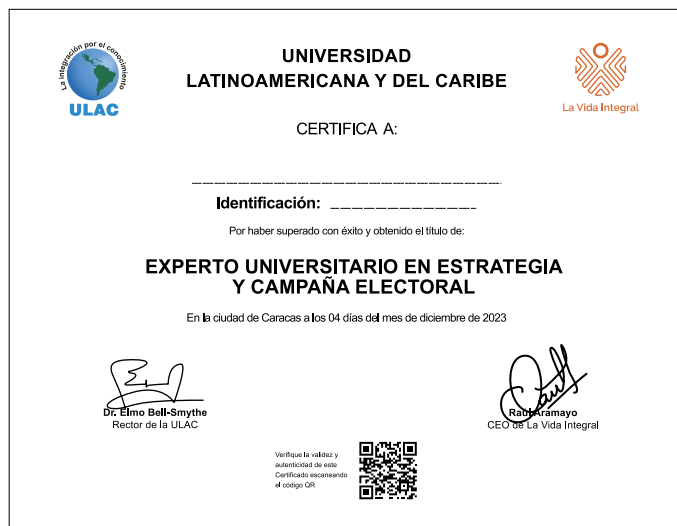 La integración por el conocimiento
ULAC
UNIVERSIDAD
LATINOAMERICANA Y DEL CARIBE
La Vida Integral
CERTIFICA A:
Identificación:
Por haber superado con éxito y obtenido el título de:
EXPERTO UNIVERSITARIO EN ESTRATEGIA
Y CAMPAÑA ELECTORAL
En la ciudad de Caracas a los 04 días del mes de diciembre de 2023
Dr. Elmo Bell-Smythe
Rector de la ULAC
Raúl Aramayo
CEO de La Vida Integral
Verifique la validez y
autenticidad de este
Certificado escaneando
el código QR